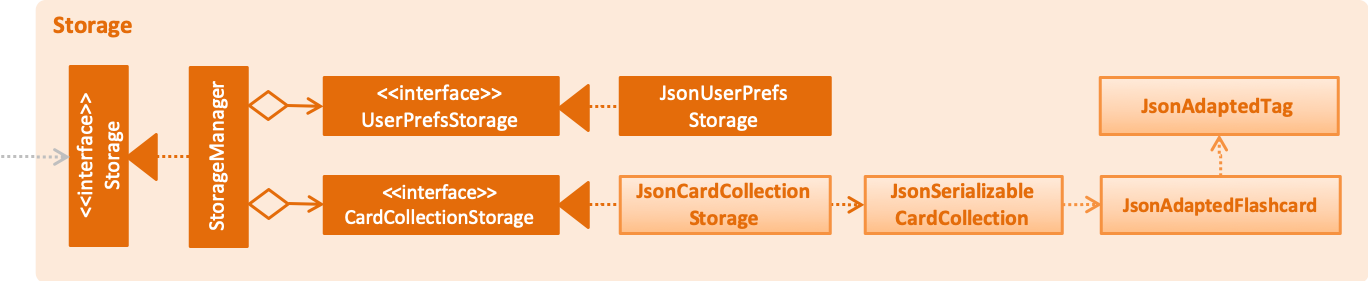 Storage
<<interface>>
Storage
StorageManager
<<interface>>
UserPrefsStorage
JsonUserPrefs
Storage
JsonAdaptedTag
<<interface>>
CardCollectionStorage
JsonCardCollection
Storage
JsonSerializable
CardCollection
JsonAdaptedFlashcard